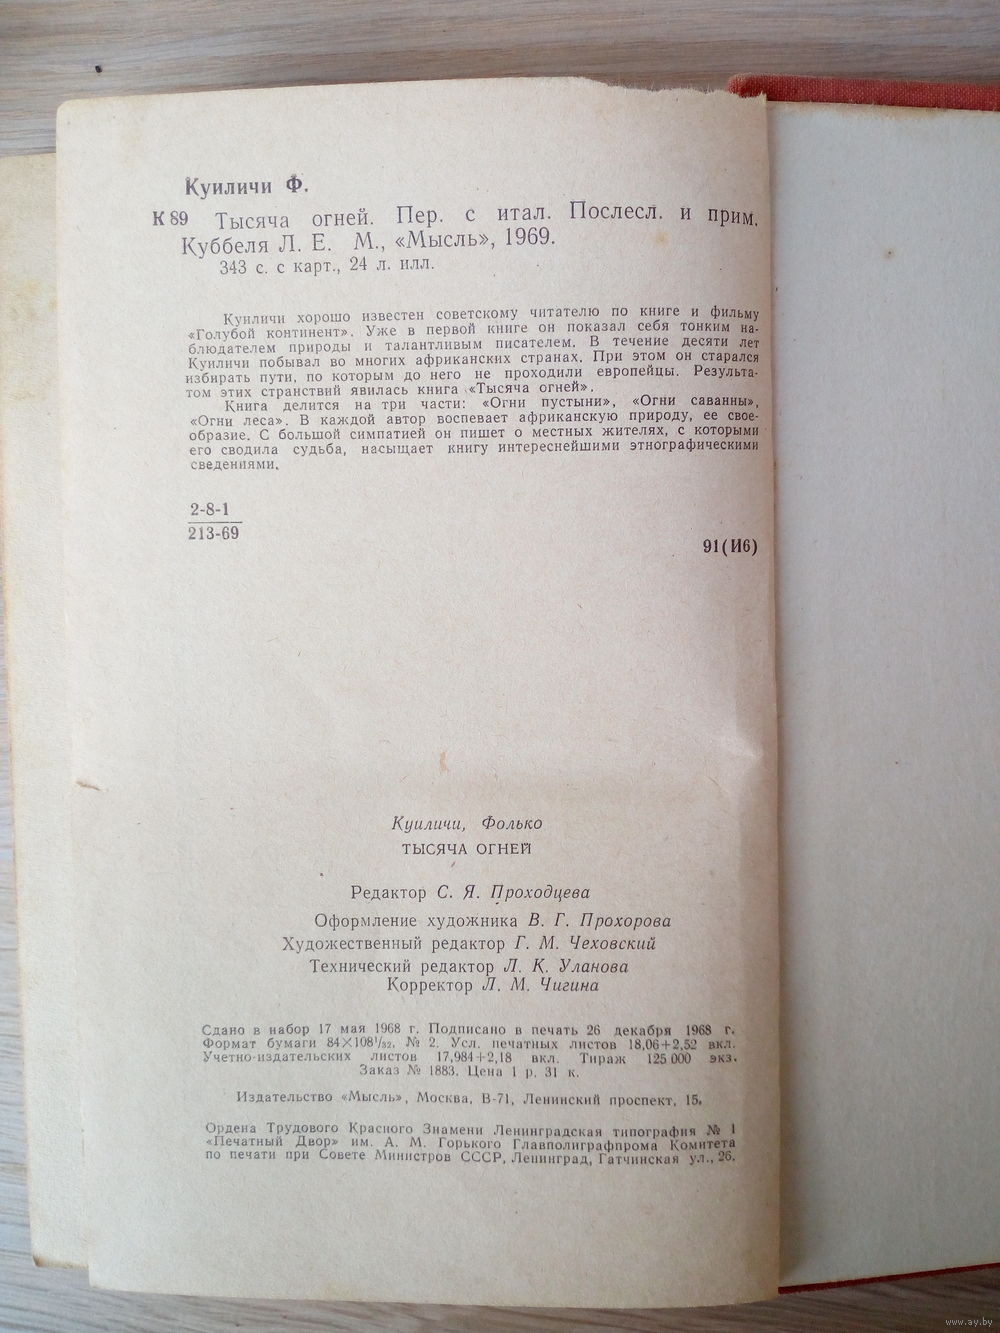 Куиличи Ф.
К 89 Тысяча огней. Пер. с итал. Послесл. и прим.
Куббеля Л. Е. М., «Мысль», 1969.
343 с. с карт., 24 л. илл.
Куиличи хорошо известен советскому читателю по книге и фильму
«Голубой континент». Уже в первой книге он показал себя тонким на-
блюдателем природы и талантливым писателем. В течение десяти лет
Куиличи побывал во многих африканских странах. При этом он старался
избирать пути, по которым до него не проходили европейцы. Результа-
том этих странствий явилась книга «Тысяча огней».
Книга делится на три части: «Огни пустыни», «Огни саванны»,
«Огни леса». В каждой автор воспевает африканскую природу, ее свое-
образие. С большой симпатией он пишет о местных жителях, с которыми
его сводила судьба, насыщает книгу интереснейшими этнографическими
сведениями.
2-8-1
213-69
91(И6)
Куиличи, Фолько
ТЫСЯЧА ОГНЕЙ
Редактор С. Я. Проходцева
Оформление художника В. Г. Прохорова
Художественный редактор Г. М. Чеховский
Технический редактор Л. К. Уланова
Корректор Л. М. Чигина
Сдано в набор 17 мая 1968 г. Подписано в печать 26 декабря 1968 г.
Формат бумаги 84×108¹/₃₂. № 2. Усл. печатных листов 18,06+2,52 вкл.
Учетно-издательских листов 17,984+2,18 вкл. Тираж 125 000 экз.
Заказ № 1883. Цена 1 р. 31 к.
Издательство «Мысль», Москва, В-71, Ленинский проспект, 15.
Ордена Трудового Красного Знамени Ленинградская типография № 1
«Печатный Двор» им. А. М. Горького Главполиграфпрома Комитета
по печати при Совете Министров СССР, Ленинград, Гатчинская ул., 26.
www.ay.by